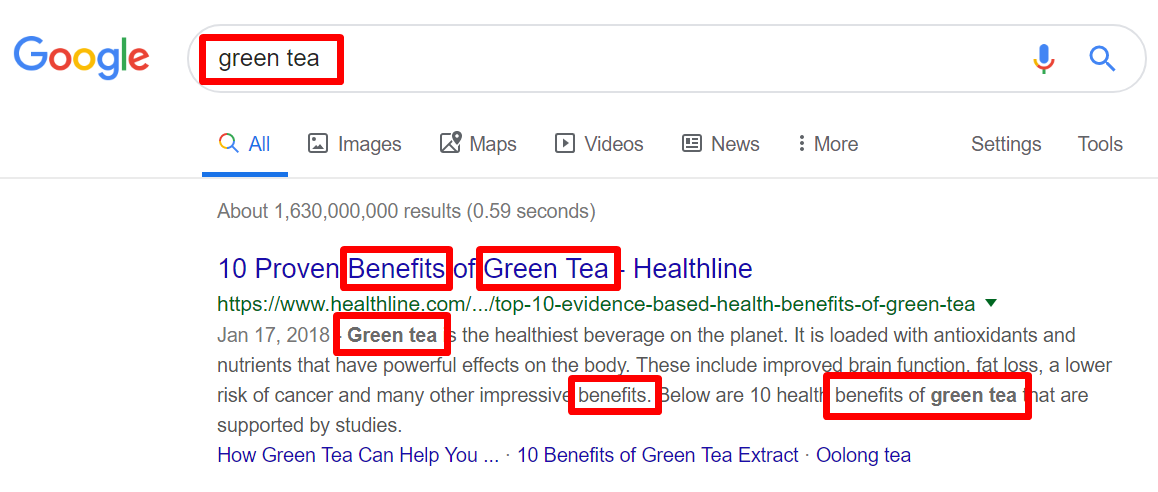 Google green tea
All Images Maps Videos News More Settings Tools
About 1,630,000,000 results (0.59 seconds)
10 Proven Benefits of Green Tea - Healthline
https://www.healthline.com/.../top-10-evidence-based-health-benefits-of-green-tea
Jan 17, 2018 - Green tea is the healthiest beverage on the planet. It is loaded with antioxidants and
nutrients that have powerful effects on the body. These include improved brain function, fat loss, a lower
risk of cancer and many other impressive benefits. Below are 10 health benefits of green tea that are
supported by studies.
How Green Tea Can Help You ... · 10 Benefits of Green Tea Extract · Oolong tea